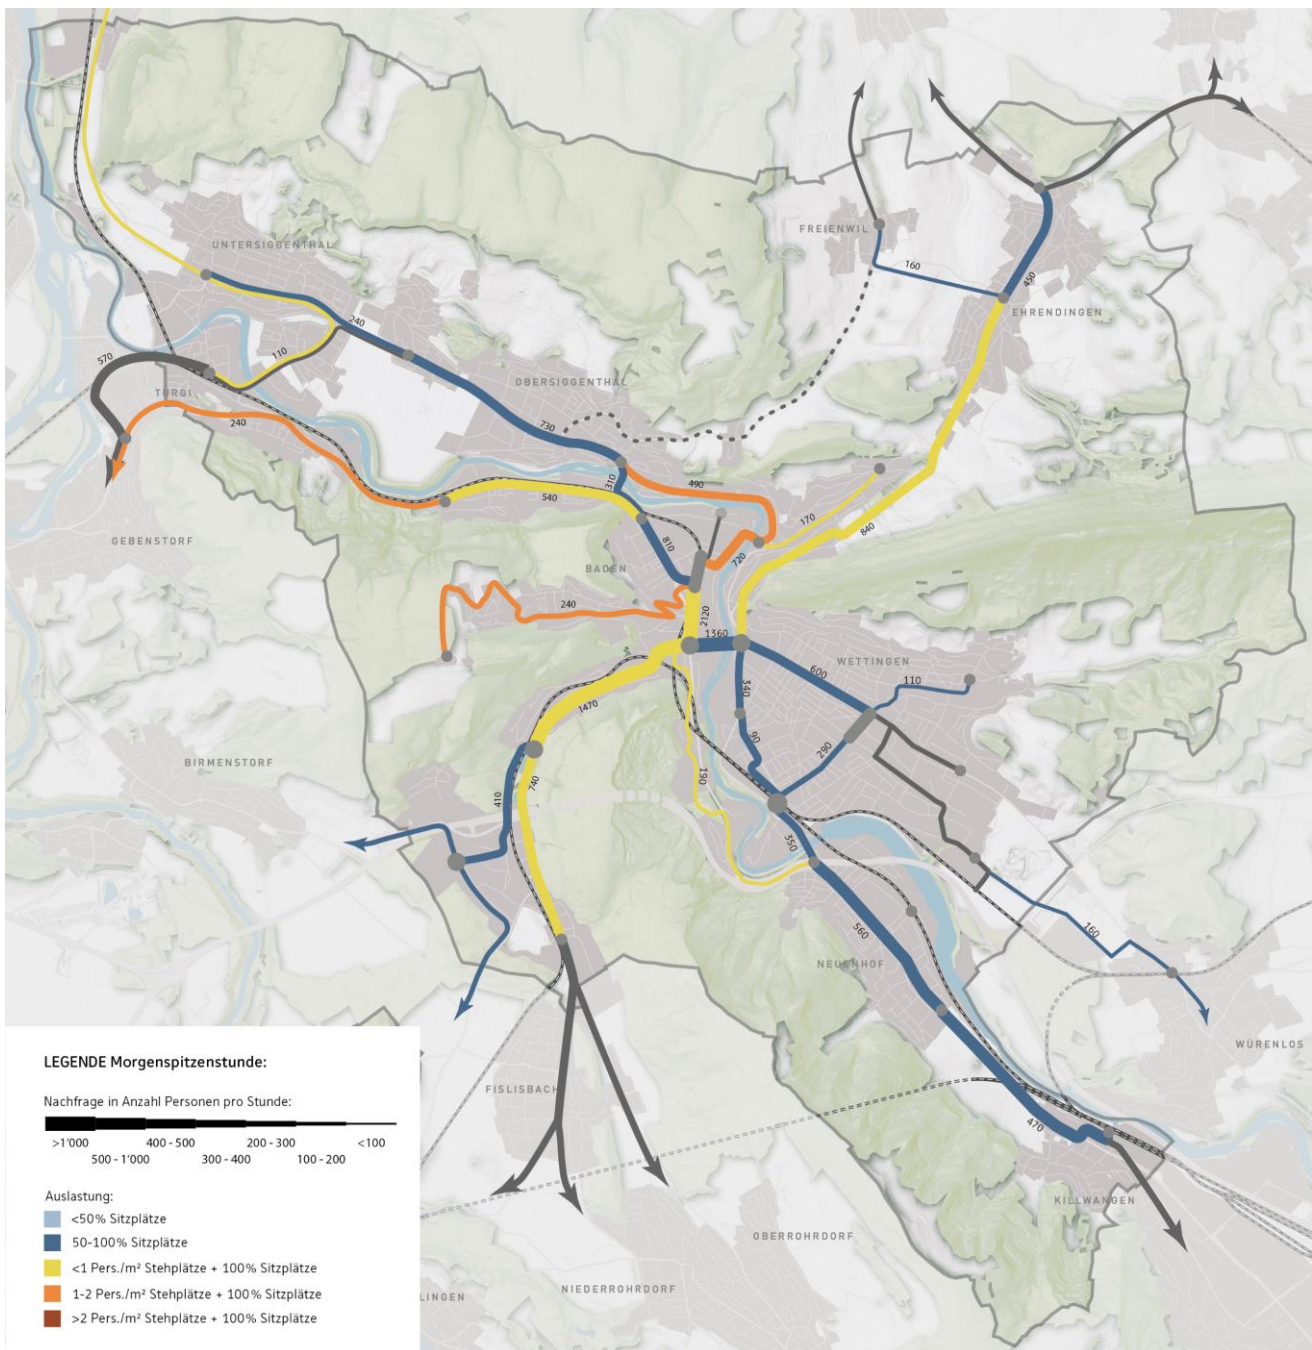 UNTERSIGGENTHAL
FREIENWIL
160
450
EHRENDINGEN
240
570
110
OBERSIGGENTHAL
TURGI
240
730
310
490
540
170
840
GEBENSTORF
810
720
BADEN
240
2120
1360
WETTINGEN
600
110
340
1470
90
290
190
BIRMENSTORF
740
410
350
560
160
NEUENHOF
WÜRENLOS
FISLISBACH
470
KILLWANGEN
OBERROHRDORF
NIEDERROHRDORF
LINGEN
LEGENDE Morgenspitzenstunde:
Nachfrage in Anzahl Personen pro Stunde:
>1'000 400 - 500 200 - 300 <100
500 - 1'000 300 - 400 100 - 200
Auslastung:
<50% Sitzplätze
50-100% Sitzplätze
<1 Pers./m² Stehplätze + 100% Sitzplätze
1-2 Pers./m² Stehplätze + 100% Sitzplätze
>2 Pers./m² Stehplätze + 100% Sitzplätze